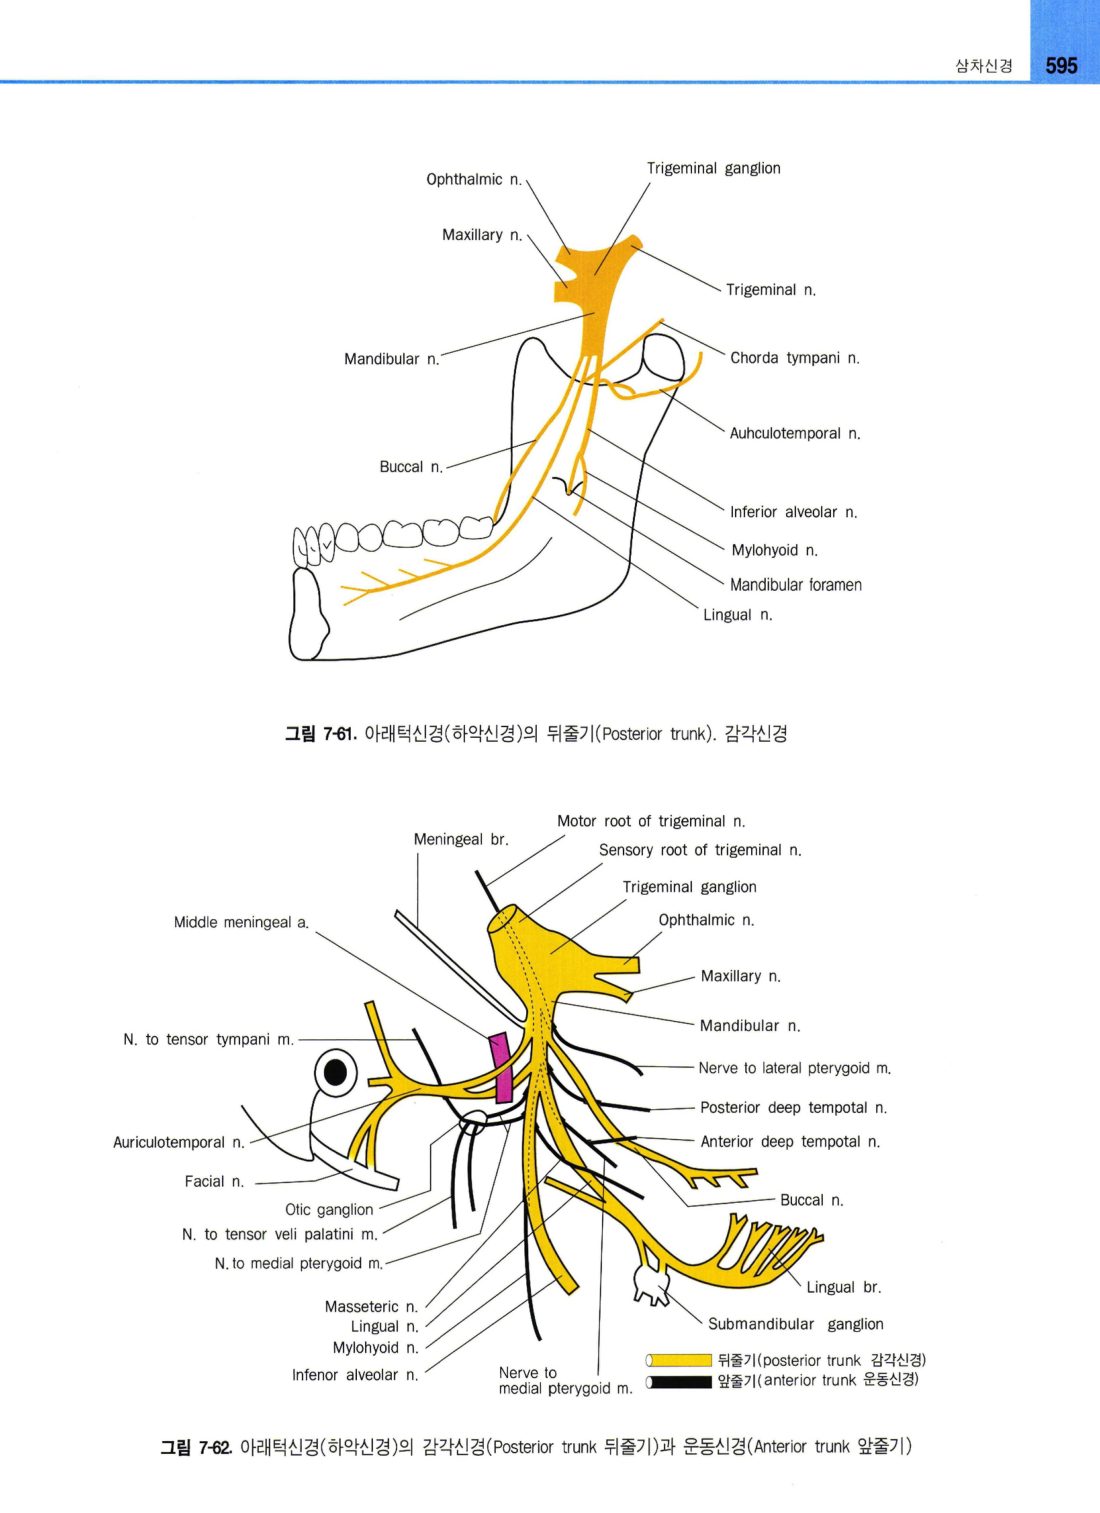 삼차신경 595
Ophthalmic n.
Trigeminal ganglion
Maxillary n.
Trigeminal n.
Mandibular n.
Chorda tympani n.
Auhculotemporal n.
Buccal n.
Inferior alveolar n.
Mylohyoid n.
Mandibular foramen
Lingual n.
그림 7-61. 아래턱신경(하악신경)의 뒤줄기(Posterior trunk). 감각신경
Motor root of trigeminal n.
Meningeal br.
Sensory root of trigeminal n.
Trigeminal ganglion
Middle meningeal a.
Ophthalmic n.
Maxillary n.
Mandibular n.
N. to tensor tympani m.
Nerve to lateral pterygoid m.
Posterior deep tempotal n.
Auriculotemporal n.
Anterior deep tempotal n.
Facial n.
Buccal n.
Otic ganglion
N. to tensor veli palatini m.
N. to medial pterygoid m.
Lingual br.
Masseteric n.
Lingual n.
Submandibular ganglion
Mylohyoid n.
Infenor alveolar n.
Nerve to
medial pterygoid m.
뒤줄기(posterior trunk 감각신경)
앞줄기(anterior trunk 운동신경)
그림 7-62. 아래턱신경(하악신경)의 감각신경(Posterior trunk 뒤줄기)과 운동신경(Anterior trunk 앞줄기)